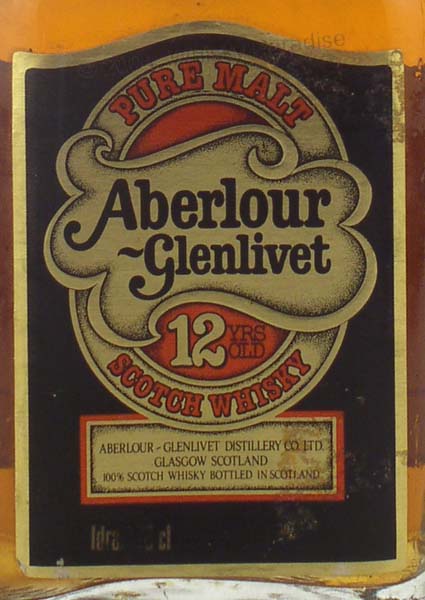 PURE MALT
Aberlour
~Glenlivet
12 YRS OLD
SCOTCH WHISKY
ABERLOUR - GLENLIVET DISTILLERY CO. LTD.
GLASGOW SCOTLAND
100% SCOTCH WHISKY BOTTLED IN SCOTLAND
cl